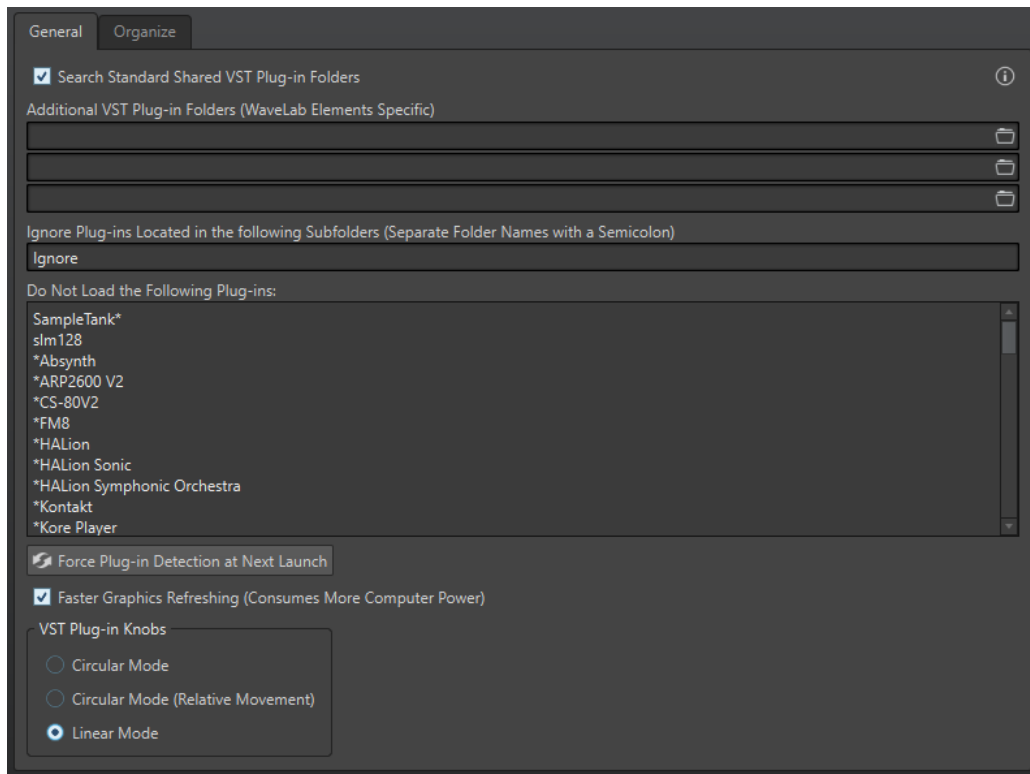 General
Organize
Search Standard Shared VST Plug-in Folders
Additional VST Plug-in Folders (WaveLab Elements Specific)
Ignore Plug-ins Located in the following Subfolders (Separate Folder Names with a Semicolon)
Ignore
Do Not Load the Following Plug-ins:
SampleTank*
slm128
*Absynth
*ARP2600 V2
*CS-80V2
*FM8
*HALion
*HALion Sonic
*HALion Symphonic Orchestra
*Kontakt
*Kore Player
Force Plug-in Detection at Next Launch
Faster Graphics Refreshing (Consumes More Computer Power)
VST Plug-in Knobs
Circular Mode
Circular Mode (Relative Movement)
Linear Mode